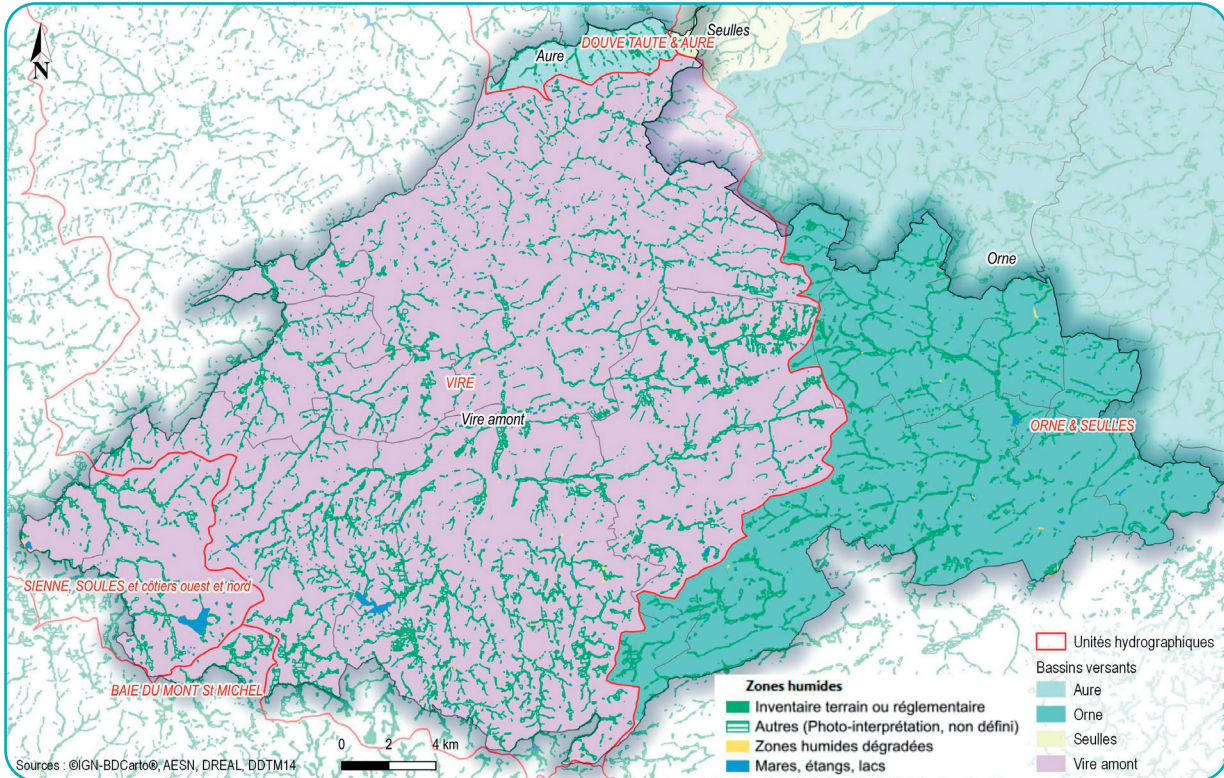 N
Seulles
DOUVE TAUTE & AURE
Aure
Orne
VIRE
Vire amont
ORNE & SEULLES
SIENNE, SOULES et côtiers ouest et nord
BAIE DU MONT St MICHEL
Unités hydrographiques
Bassins versants
Aure
Orne
Seulles
Vire amont
Zones humides
Inventaire terrain ou réglementaire
Autres (Photo-interprétation, non défini)
Zones humides dégradées
Mares, étangs, lacs
0 2 4 km
Sources : @IGN-BDCarto®, AESN, DREAL, DDTM14